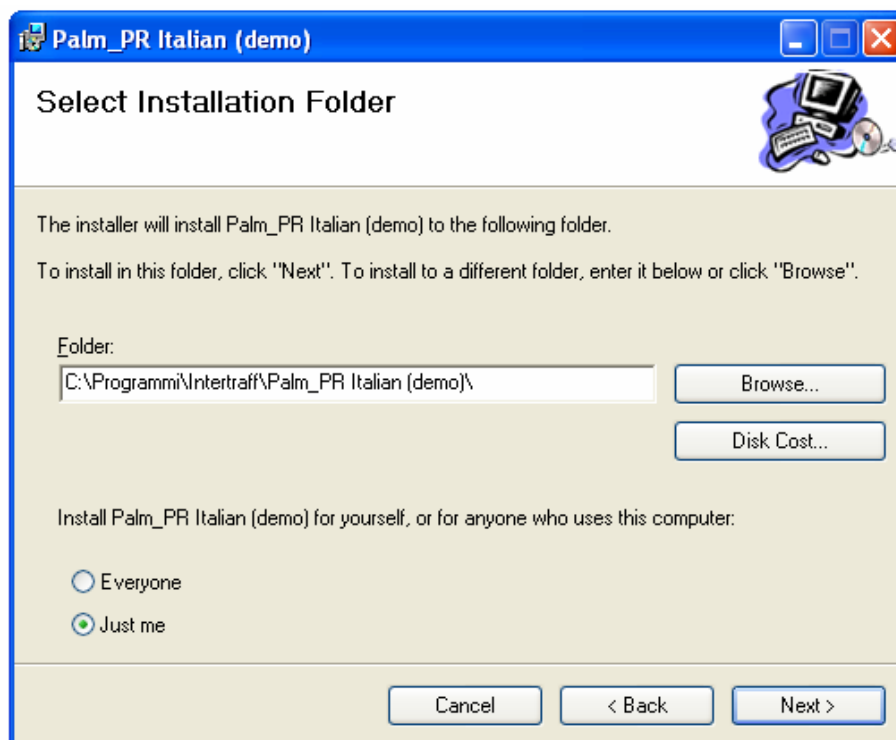 Palm_PR Italian (demo)
Select Installation Folder
The installer will install Palm_PR Italian (demo) to the following folder.
To install in this folder, click "Next". To install to a different folder, enter it below or click "Browse".
Folder:
C:\Programmi\Intertraff\Palm_PR Italian (demo)\
Browse...
Disk Cost...
Install Palm_PR Italian (demo) for yourself, or for anyone who uses this computer:
Everyone
Just me
Cancel
< Back
Next >